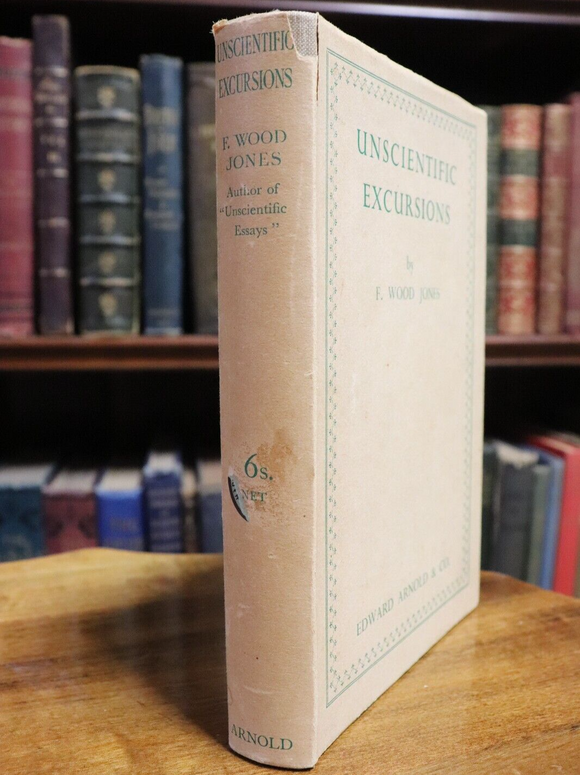 UNSCIENTIFIC
EXCURSIONS
F. WOOD
JONES
Author of
"Unscientific
Essays"
6s.
NET
ARNOLD
UNSCIENTIFIC
EXCURSIONS
by
F. WOOD JONES
EDWARD ARNOLD & CO.